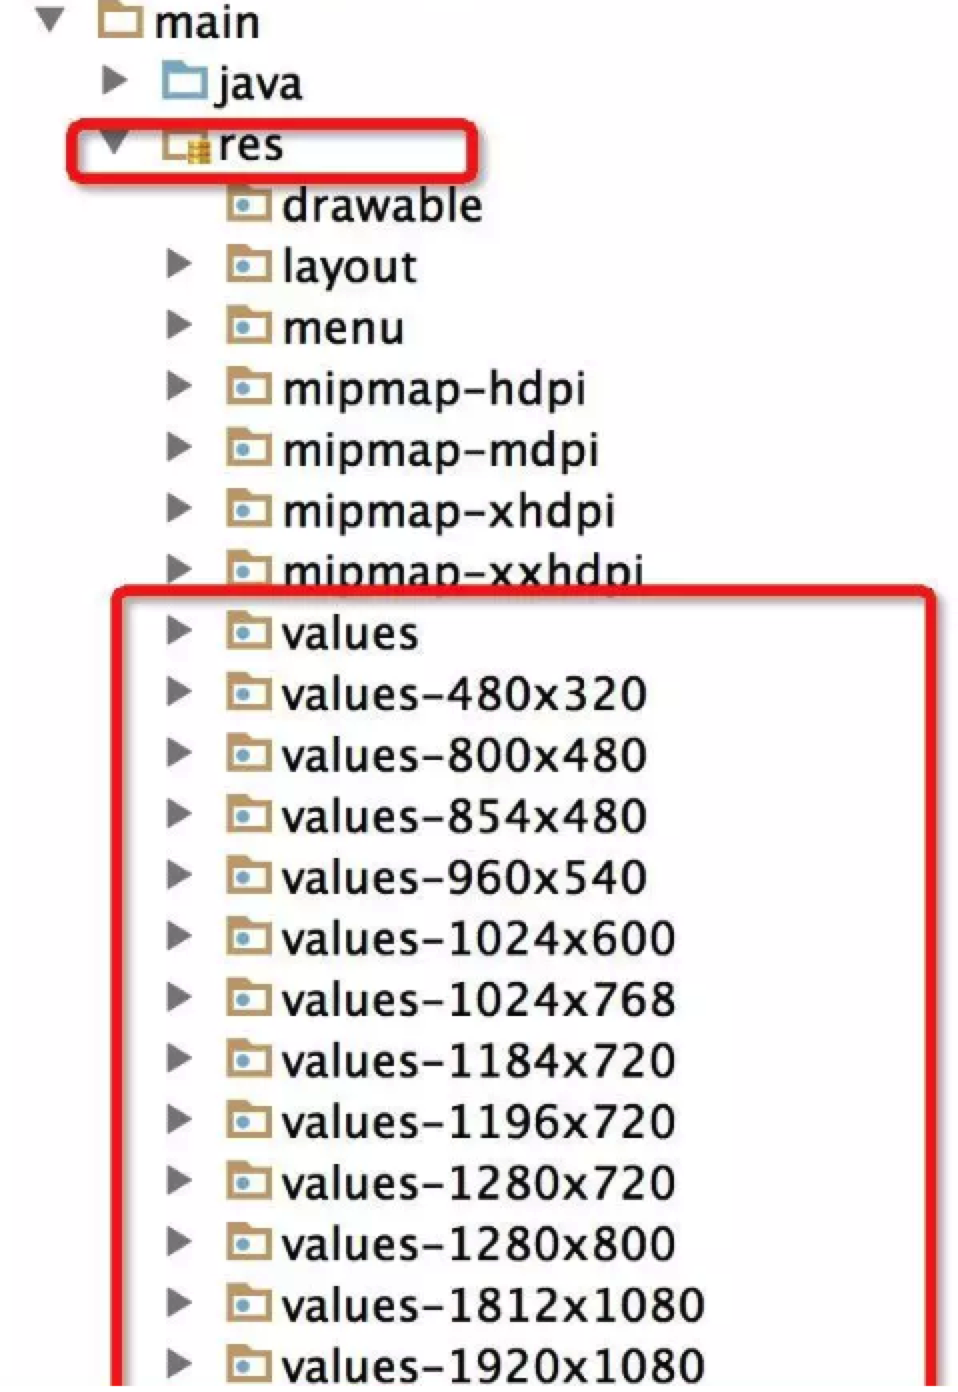 main
java
res
drawable
layout
menu
mipmap-hdpi
mipmap-mdpi
mipmap-xhdpi
mipmap-xxhdpi
values
values-480x320
values-800x480
values-854x480
values-960x540
values-1024x600
values-1024x768
values-1184x720
values-1196x720
values-1280x720
values-1280x800
values-1812x1080
values-1920x1080